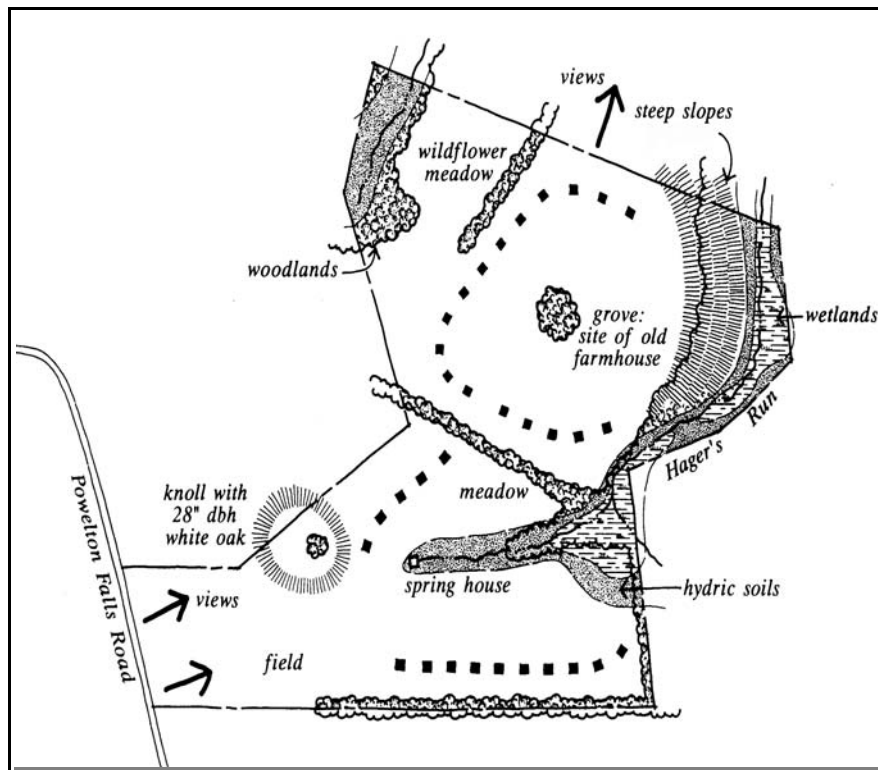 views
steep slopes
wildflower
meadow
woodlands
grove:
site of old
farmhouse
wetlands
Hager's Run
knoll with
28" dbh
white oak
meadow
Powelton Falls Road
views
spring house
hydric soils
field